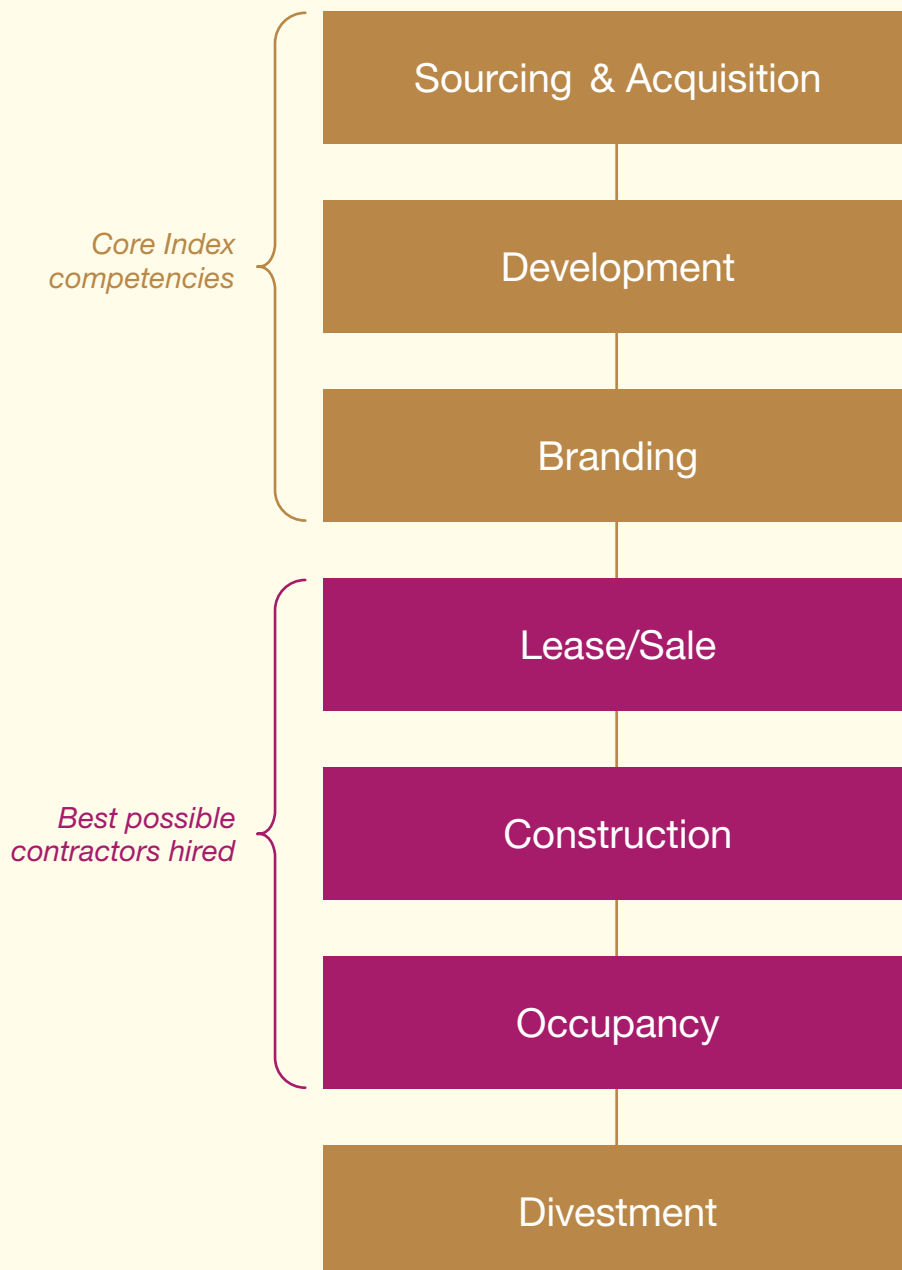 Sourcing & Acquisition
Core Index
competencies
Development
Branding
Lease/Sale
Best possible
contractors hired
Construction
Occupancy
Divestment